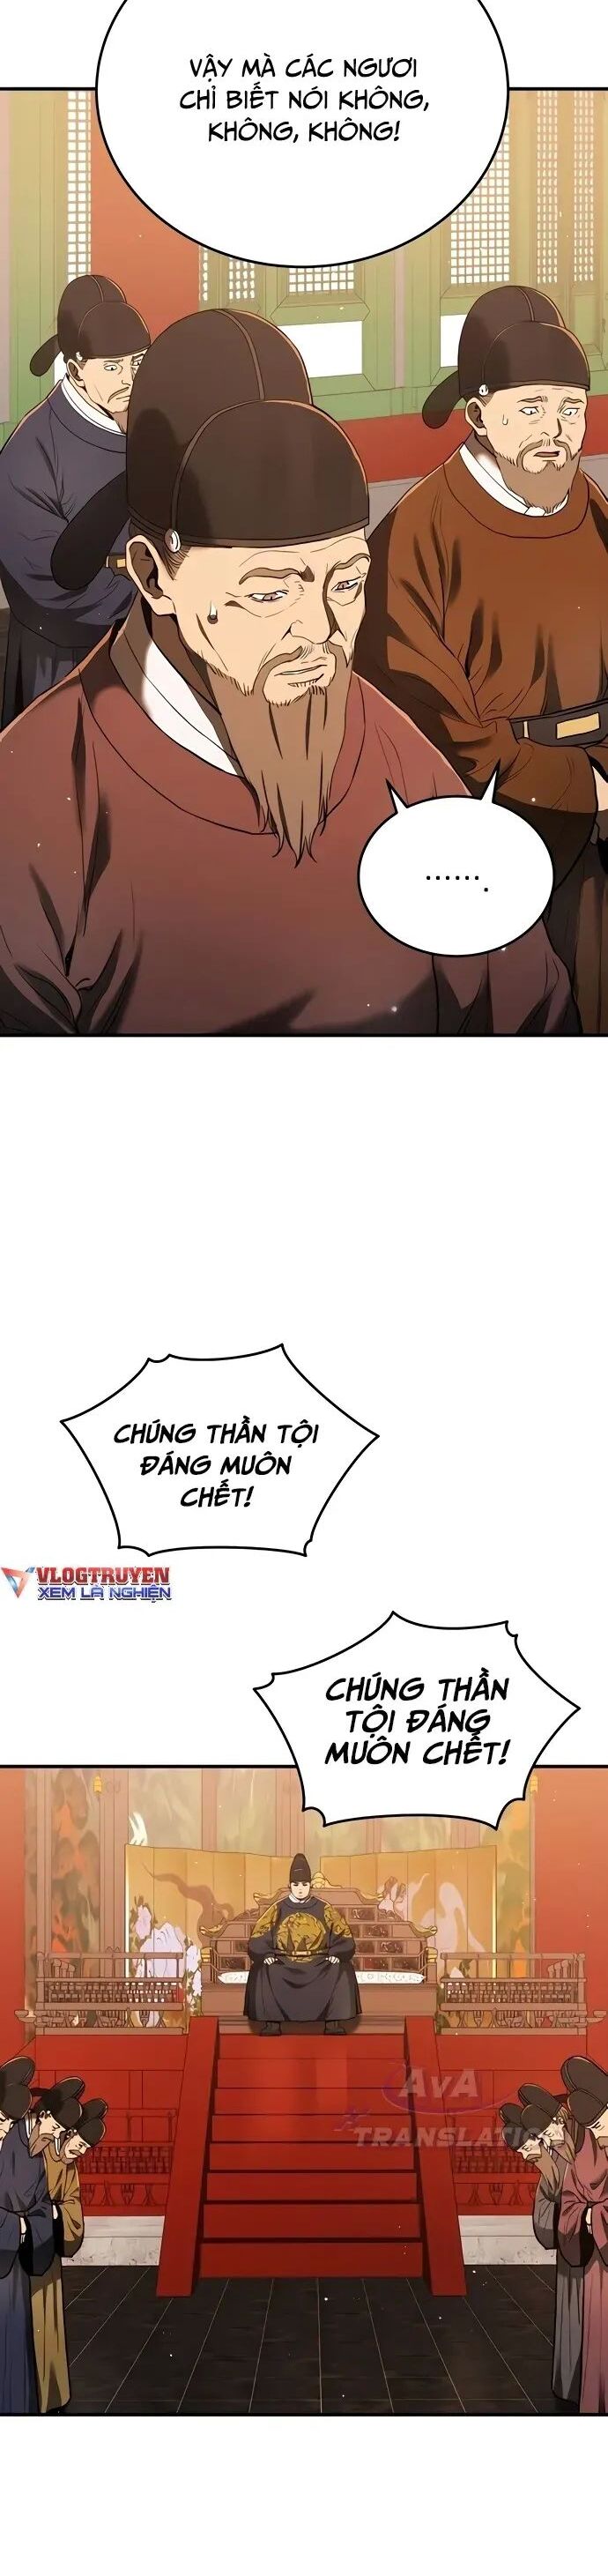 VẬY MÀ CÁC NGƯƠI
CHỈ BIẾT NÓI KHÔNG,
KHÔNG, KHÔNG!
.......
CHÚNG THẦN TỘI
ĐÁNG MUÔN
CHẾT!
VLOGTRUYEN
XEM LÀ NGHIỆN
CHÚNG THẦN
TỘI ĐÁNG
MUÔN CHẾT!
AVA
TRANSLATION